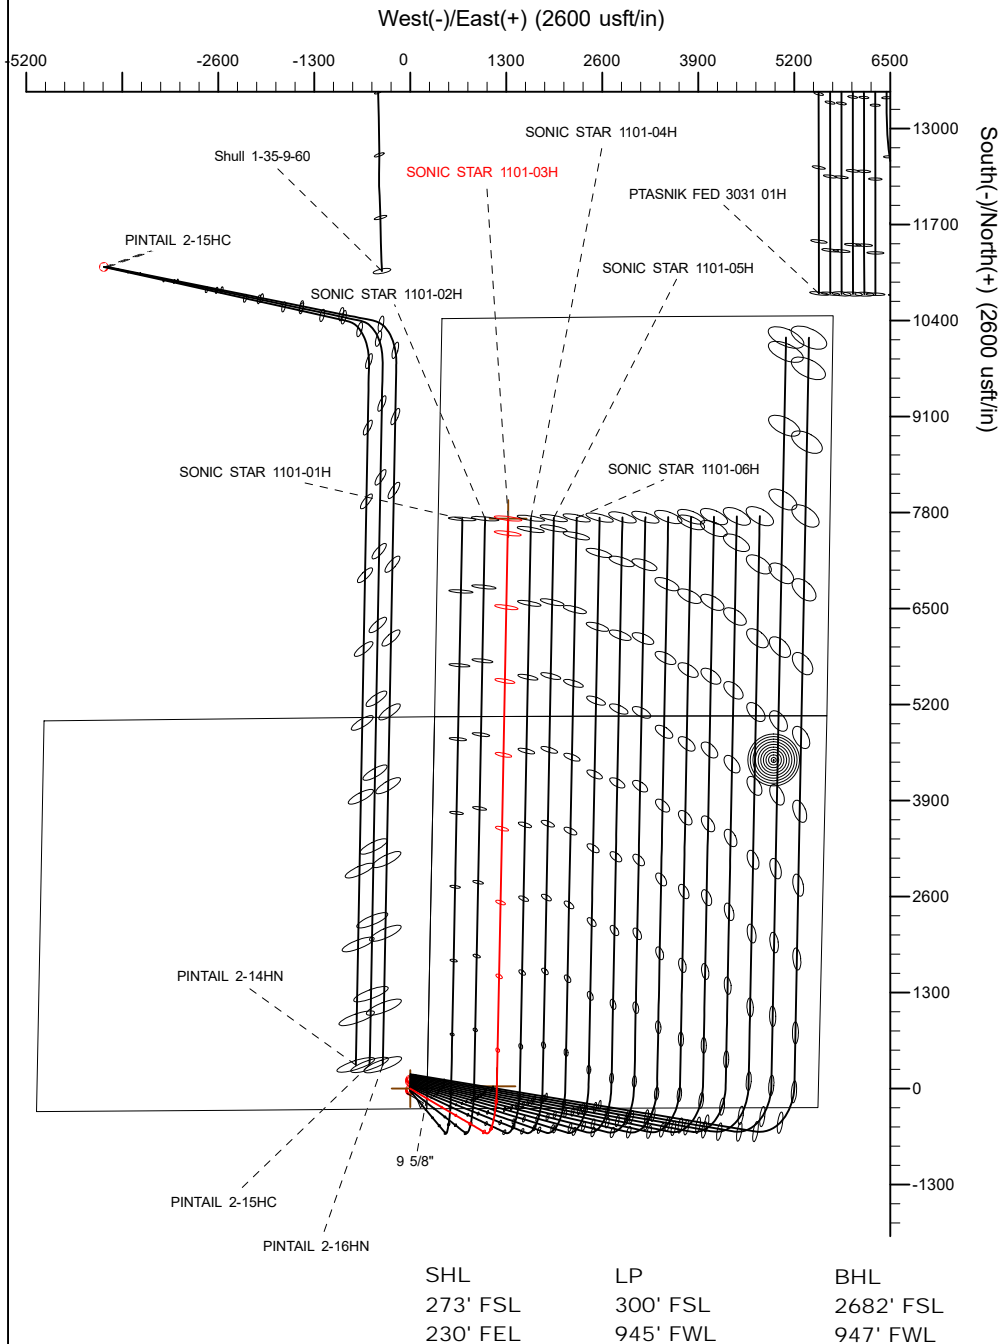 West(-)/East(+) (2600 usft/in)
-5200 -2600 -1300 0 1300 2600 3900 5200 6500
South(-)/North(+) (2600 usft/in)
13000
11700
10400
9100
7800
6500
5200
3900
2600
1300
0
-1300
SONIC STAR 1101-04H
Shull 1-35-9-60
SONIC STAR 1101-03H
PTASNIK FED 3031 01H
PINTAIL 2-15HC
SONIC STAR 1101-05H
SONIC STAR 1101-02H
SONIC STAR 1101-01H
SONIC STAR 1101-06H
PINTAIL 2-14HN
9 5/8"
PINTAIL 2-15HC
PINTAIL 2-16HN
SHL LP BHL
273' FSL 300' FSL 2682' FSL
230' FEL 945' FWL 947' FWL